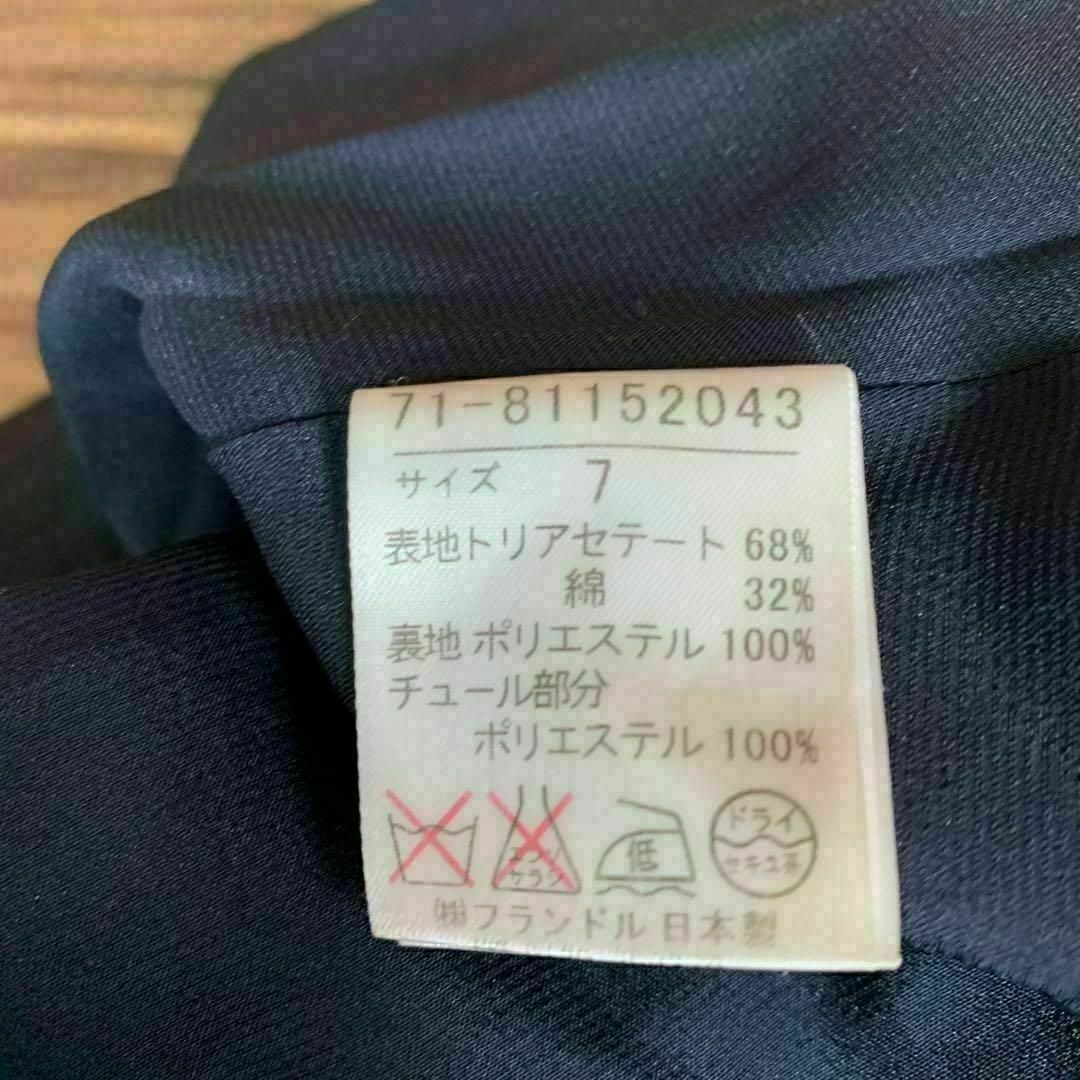 71-81152043
サイズ 7
表地トリアセテート 68%
綿 32%
裏地 ポリエステル 100%
チュール部分
ポリエステル 100%
エンソ サラシ 低 ドライ セキユ系
㈱フランドル 日本製